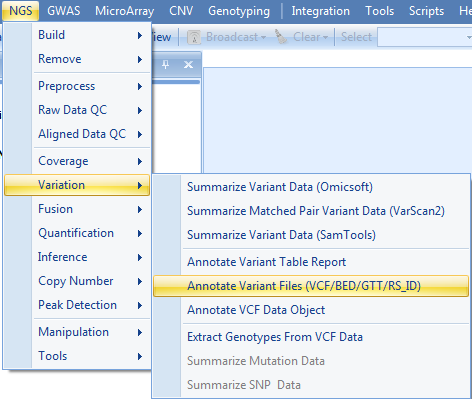 NGS GWAS MicroArray CNV Genotyping Integration Tools Scripts
Build iew Broadcast Clear Select
Remove
Preprocess
Raw Data QC
Aligned Data QC
Coverage
Variation
Fusion
Quantification
Inference
Copy Number
Peak Detection
Manipulation
Tools
Summarize Variant Data (Omicsoft)
Summarize Matched Pair Variant Data (VarScan2)
Summarize Variant Data (SamTools)
Annotate Variant Table Report
Annotate Variant Files (VCF/BED/GTT/RS_ID)
Annotate VCF Data Object
Extract Genotypes From VCF Data
Summarize Mutation Data
Summarize SNP Data